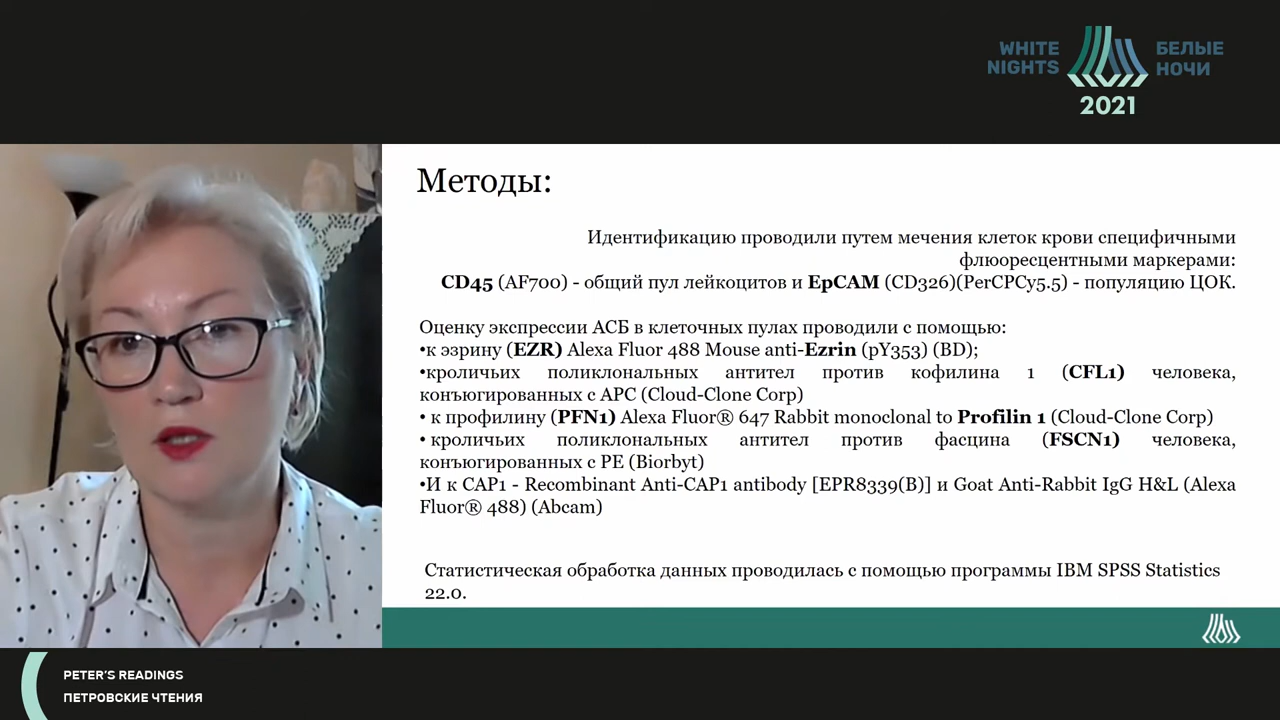 WHITE
NIGHTS
БЕЛЫЕ
НОЧИ
2021
Методы:
Идентификацию проводили путем мечения клеток крови специфичными
флюоресцентными маркерами:
CD45 (AF700) - общий пул лейкоцитов и EpCAM (CD326)(PerCPCy5.5) - популяцию ЦОК.
Оценку экспрессии АСБ в клеточных пулах проводили с помощью:
•к эзрину (EZR) Alexa Fluor 488 Mouse anti-Ezrin (pY353) (BD);
•кроличьих поликлональных антител против кофилина 1 (CFL1) человека,
конъюгированных с APC (Cloud-Clone Corp)
• к профилину (PFN1) Alexa Fluor® 647 Rabbit monoclonal to Profilin 1 (Cloud-Clone Corp)
• кроличьих поликлональных антител против фасцина (FSCN1) человека,
конъюгированных с PE (Biorbyt)
•И к CAP1 - Recombinant Anti-CAP1 antibody [EPR8339(B)] и Goat Anti-Rabbit IgG H&L (Alexa
Fluor® 488) (Abcam)
Статистическая обработка данных проводилась с помощью программы IBM SPSS Statistics
22.0.
PETER'S READINGS
ПЕТРОВСКИЕ ЧТЕНИЯ